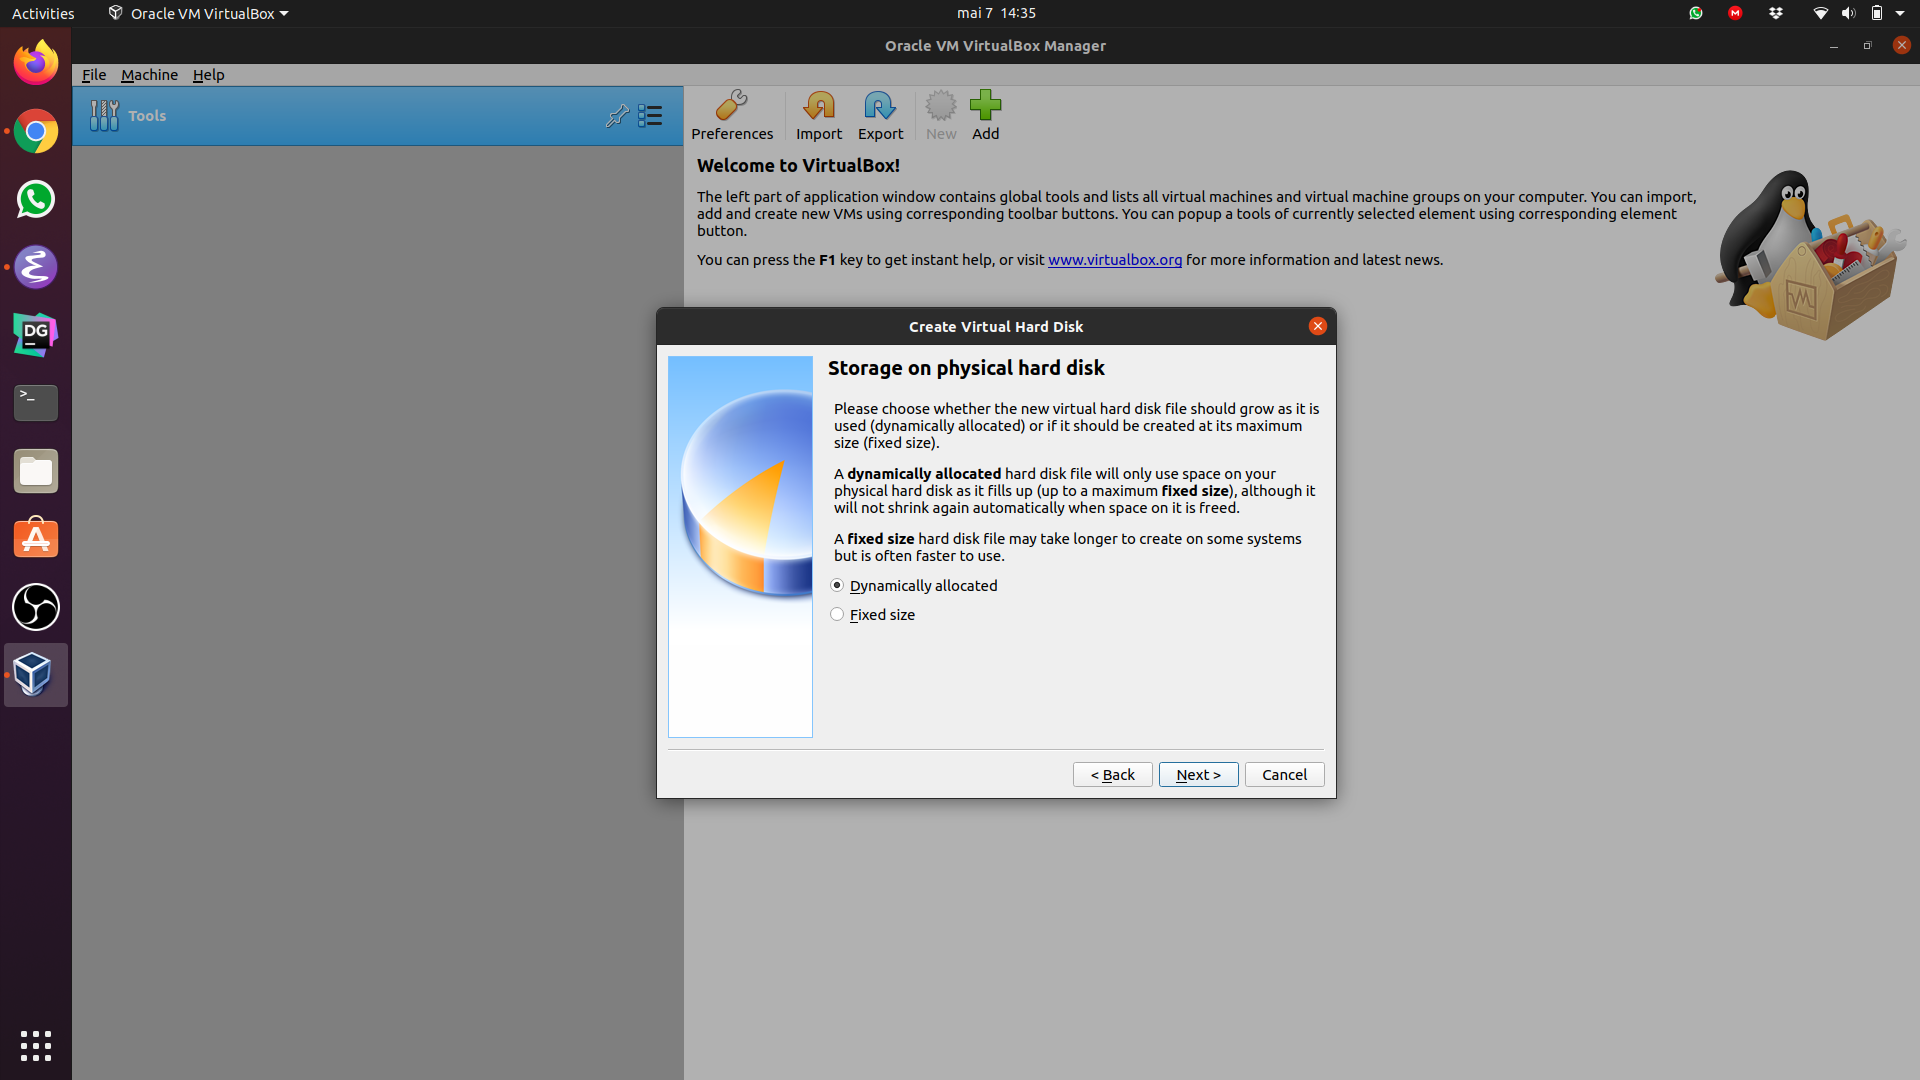 Activities
Oracle VM VirtualBox
mai 7 14:35
M
Oracle VM VirtualBox Manager
File Machine Help
Tools
Preferences Import Export New Add
Welcome to VirtualBox!
The left part of application window contains global tools and lists all virtual machines and virtual machine groups on your computer. You can import,
add and create new VMs using corresponding toolbar buttons. You can popup a tools of currently selected element using corresponding element
button.
You can press the F1 key to get instant help, or visit www.virtualbox.org for more information and latest news.
DG
>_
Create Virtual Hard Disk
Storage on physical hard disk
Please choose whether the new virtual hard disk file should grow as it is
used (dynamically allocated) or if it should be created at its maximum
size (fixed size).
A dynamically allocated hard disk file will only use space on your
physical hard disk as it fills up (up to a maximum fixed size), although it
will not shrink again automatically when space on it is freed.
A fixed size hard disk file may take longer to create on some systems
but is often faster to use.
Dynamically allocated
Fixed size
< Back Next > Cancel